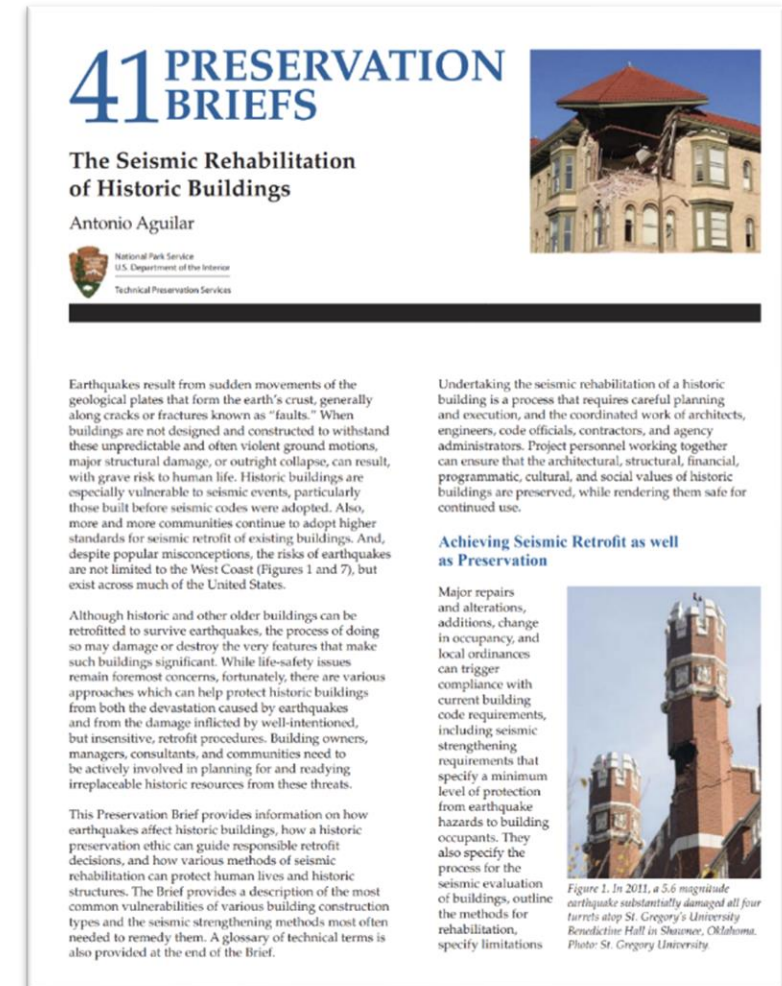 41 PRESERVATION
BRIEFS
The Seismic Rehabilitation
of Historic Buildings
Antonio Aguilar
National Park Service
U.S. Department of the Interior
Technical Preservation Services
Earthquakes result from sudden movements of the
geological plates that form the earth's crust, generally
along cracks or fractures known as "faults." When
buildings are not designed and constructed to withstand
these unpredictable and often violent ground motions,
major structural damage, or outright collapse, can result,
with grave risk to human life. Historic buildings are
especially vulnerable to seismic events, particularly
those built before seismic codes were adopted. Also,
more and more communities continue to adopt higher
standards for seismic retrofit of existing buildings. And,
despite popular misconceptions, the risks of earthquakes
are not limited to the West Coast (Figures 1 and 7), but
exist across much of the United States.
Although historic and other older buildings can be
retrofitted to survive earthquakes, the process of doing
so may damage or destroy the very features that make
such buildings significant. While life-safety issues
remain foremost concerns, fortunately, there are various
approaches which can help protect historic buildings
from both the devastation caused by earthquakes
and from the damage inflicted by well-intentioned,
but insensitive, retrofit procedures. Building owners,
managers, consultants, and communities need to
be actively involved in planning for and readying
irreplaceable historic resources from these threats.
This Preservation Brief provides information on how
earthquakes affect historic buildings, how a historic
preservation ethic can guide responsible retrofit
decisions, and how various methods of seismic
rehabilitation can protect human lives and historic
structures. The Brief provides a description of the most
common vulnerabilities of various building construction
types and the seismic strengthening methods most often
needed to remedy them. A glossary of technical terms is
also provided at the end of the Brief.
Undertaking the seismic rehabilitation of a historic
building is a process that requires careful planning
and execution, and the coordinated work of architects,
engineers, code officials, contractors, and agency
administrators. Project personnel working together
can ensure that the architectural, structural, financial,
programmatic, cultural, and social values of historic
buildings are preserved, while rendering them safe for
continued use.
Achieving Seismic Retrofit as well
as Preservation
Major repairs
and alterations,
additions, change
in occupancy, and
local ordinances
can trigger
compliance with
current building
code requirements,
including seismic
strengthening
requirements that
specify a minimum
level of protection
from earthquake
hazards to building
occupants. They
also specify the
process for the
seismic evaluation
of buildings, outline
the methods for
rehabilitation,
specify limitations
Figure 1. In 2011, a 5.6 magnitude
earthquake substantially damaged all four
turrets atop St. Gregory's University
Benedictine Hall in Shawnee, Oklahoma.
Photo: St. Gregory University.